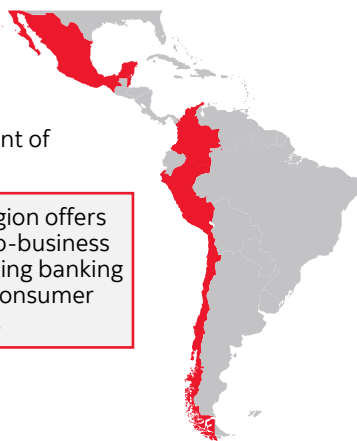 nt of
gion offers
o-business
ing banking
onsumer